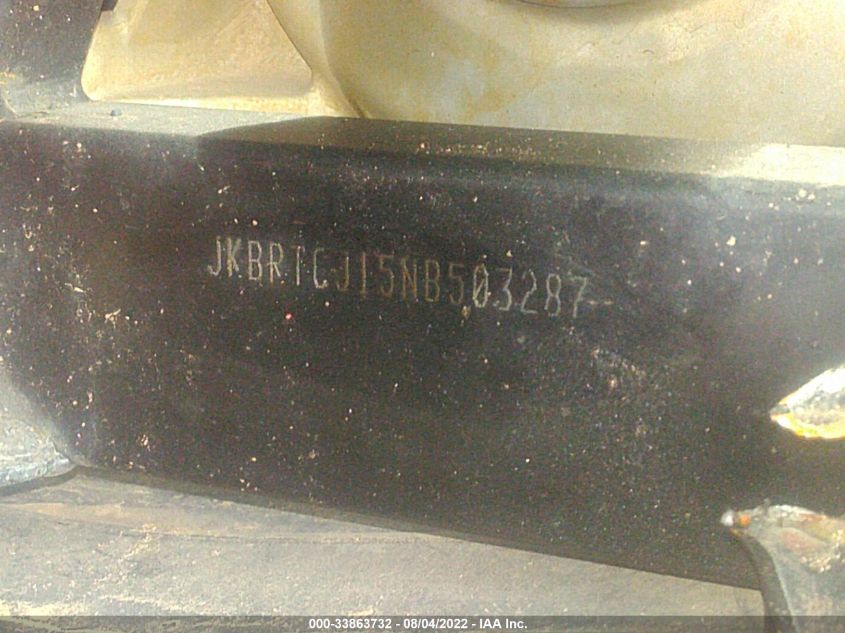 JKBRTCJ15NB503287
000-33863732 - 08/04/2022 - IAA Inc.